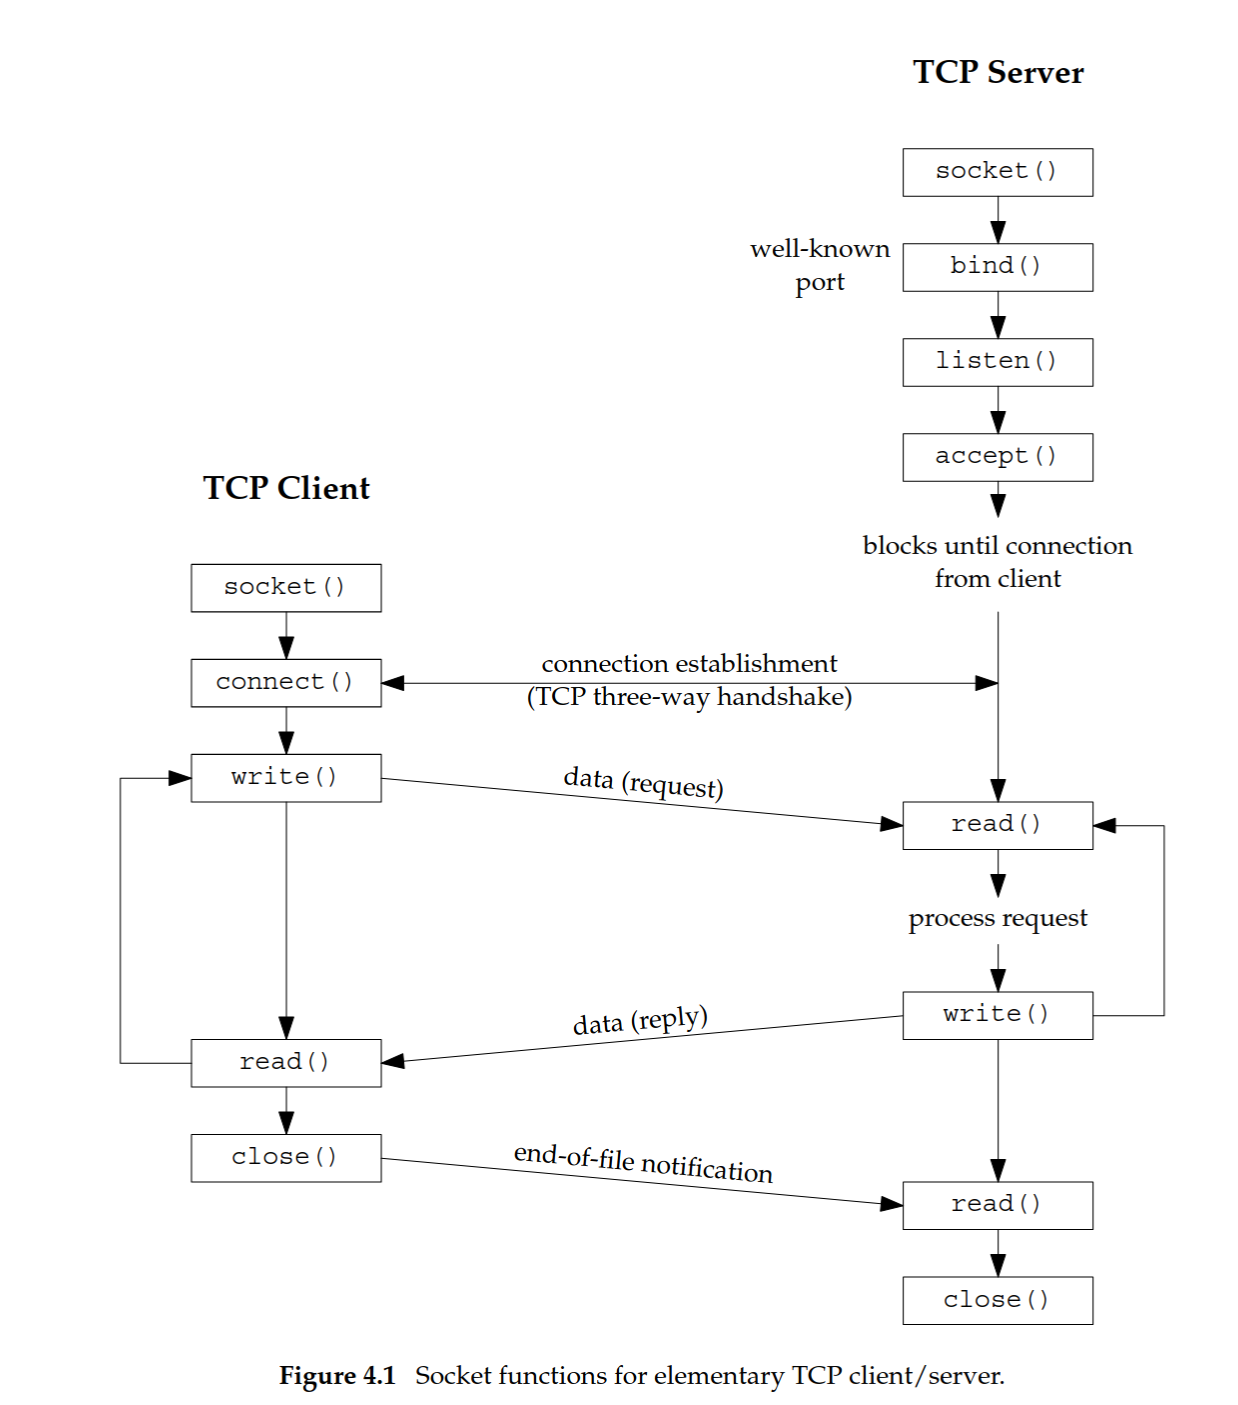 TCP Server
socket()
well-known
port
bind()
listen()
accept()
blocks until connection
from client
TCP Client
socket()
connect()
connection establishment
(TCP three-way handshake)
write()
data (request)
read()
process request
write()
data (reply)
read()
close()
end-of-file notification
read()
close()
Figure 4.1 Socket functions for elementary TCP client/server.